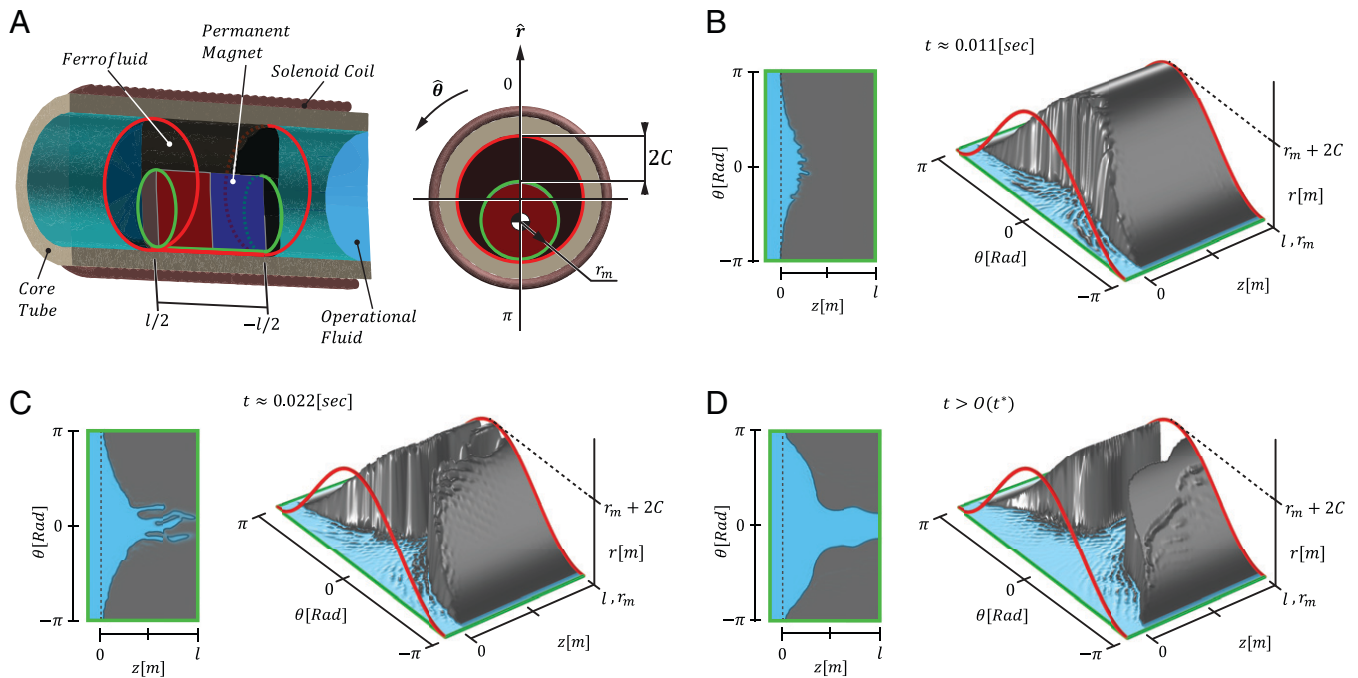 A
Ferrofluid
Permanent
Magnet
Solenoid Coil
Core
Tube
l/2
−l/2
Operational
Fluid
r̂
θ̂
0
2C
r_m
π
B
t ≈ 0.011[sec]
π
θ[Rad]
0
−π
0
l
z[m]
π
0
θ[Rad]
−π
0
z[m]
r_m + 2C
r[m]
l , r_m
C
t ≈ 0.022[sec]
π
θ[Rad]
0
−π
0
l
z[m]
π
0
θ[Rad]
−π
0
z[m]
r_m + 2C
r[m]
l , r_m
D
t > O(t*)
π
θ[Rad]
0
−π
0
l
z[m]
π
0
θ[Rad]
−π
0
z[m]
r_m + 2C
r[m]
l , r_m